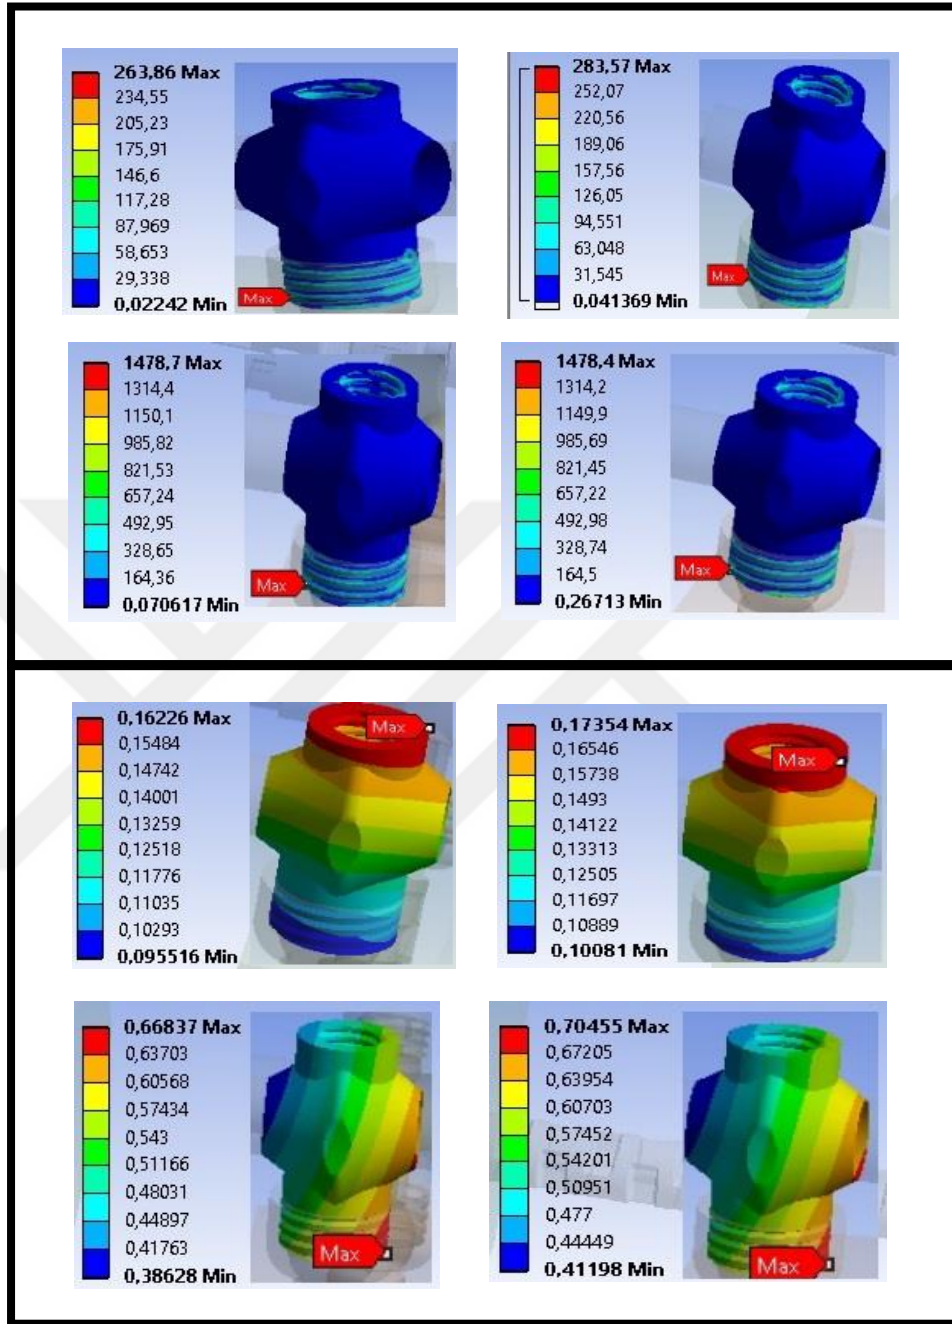 263,86 Max
234,55
205,23
175,91
146,6
117,28
87,969
58,653
29,338
0,02242 Min
Max
283,57 Max
252,07
220,56
189,06
157,56
126,05
94,551
63,048
31,545
0,041369 Min
Max
1478,7 Max
1314,4
1150,1
985,82
821,53
657,24
492,95
328,65
164,36
0,070617 Min
Max
1478,4 Max
1314,2
1149,9
985,69
821,45
657,22
492,98
328,74
164,5
0,26713 Min
Max
0,16226 Max
0,15484
0,14742
0,14001
0,13259
0,12518
0,11776
0,11035
0,10293
0,095516 Min
Max
0,17354 Max
0,16546
0,15738
0,1493
0,14122
0,13313
0,12505
0,11697
0,10889
0,10081 Min
Max
0,66837 Max
0,63703
0,60568
0,57434
0,543
0,51166
0,48031
0,44897
0,41763
0,38628 Min
Max
0,70455 Max
0,67205
0,63954
0,60703
0,57452
0,54201
0,50951
0,477
0,44449
0,41198 Min
Max